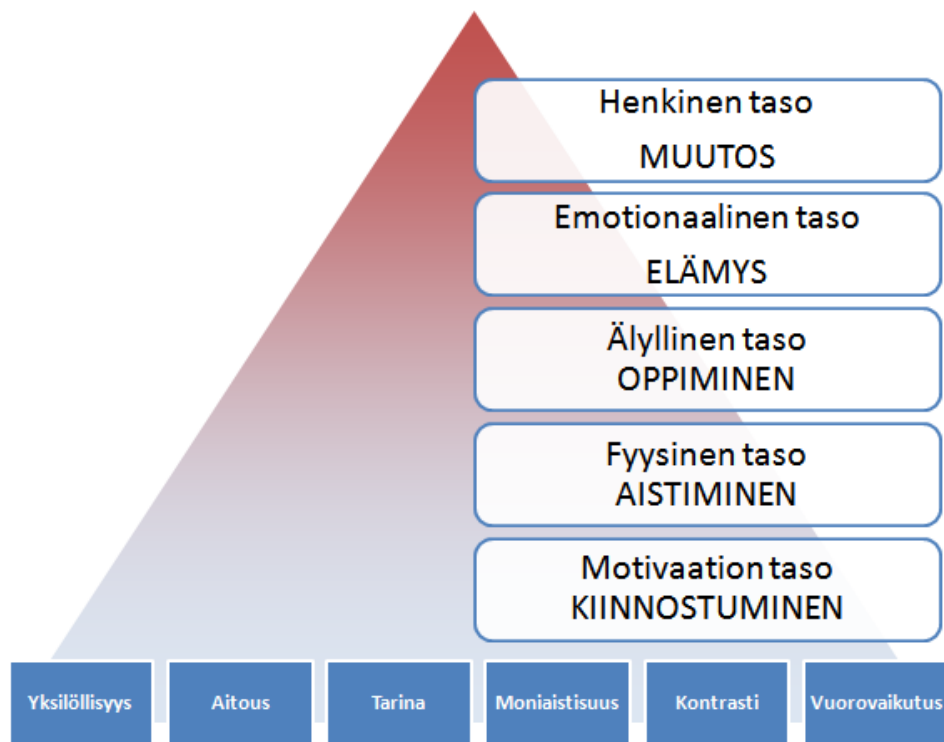 Henkinen taso
MUUTOS
Emotionaalinen taso
ELÄMYS
Älyllinen taso
OPPIMINEN
Fyysinen taso
AISTIMINEN
Motivaation taso
KIINNOSTUMINEN
Yksilöllisyys
Aitous
Tarina
Moniaistisuus
Kontrasti
Vuorovaikutus